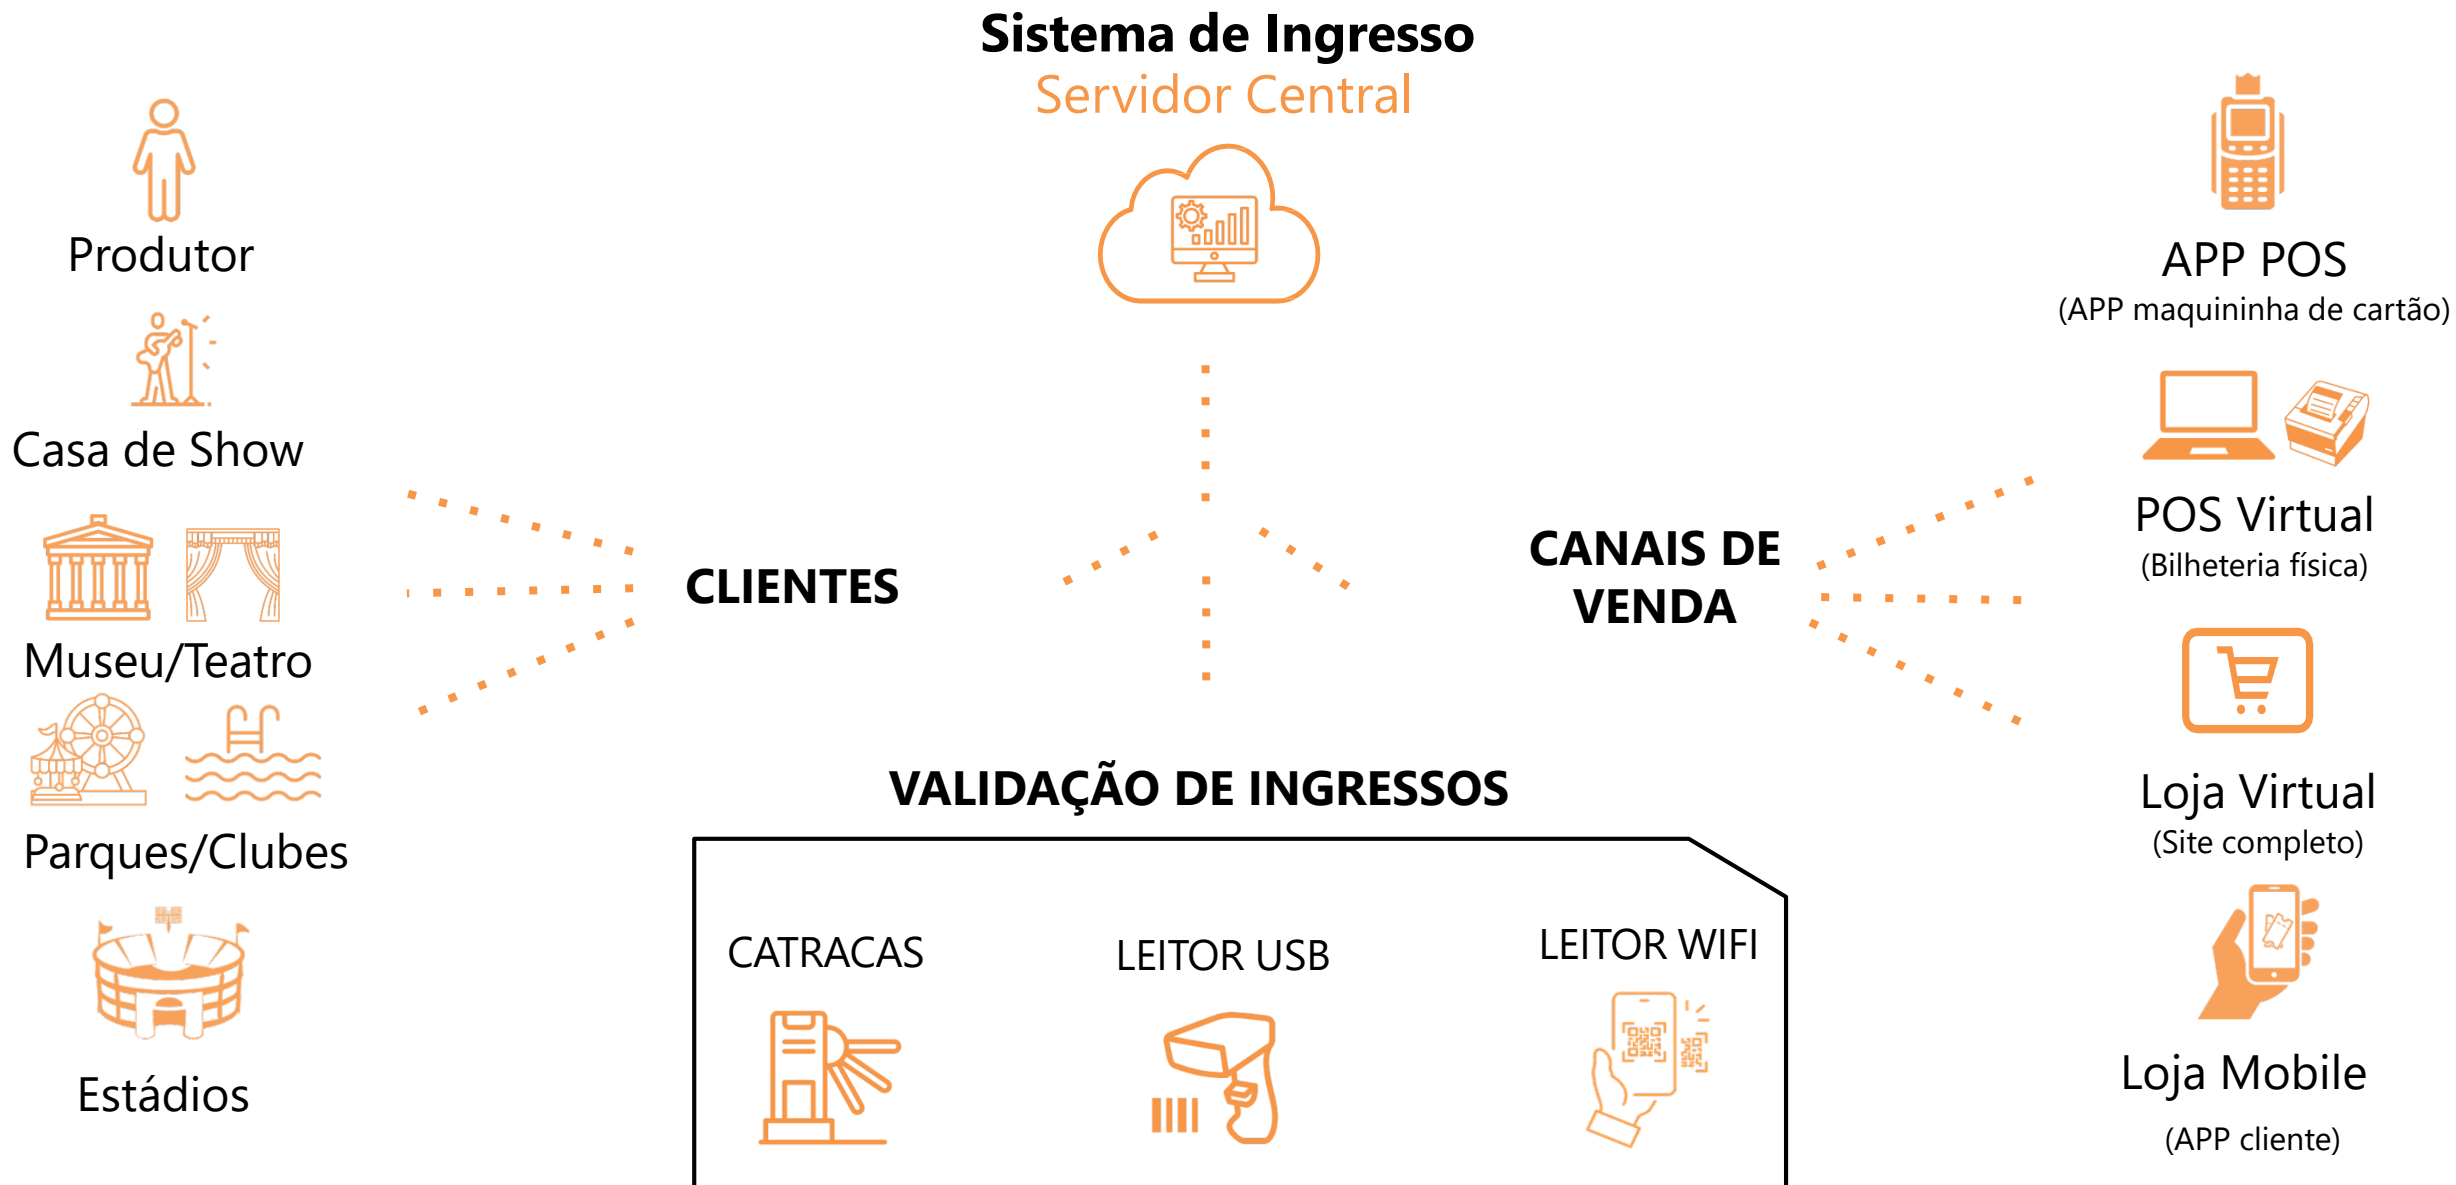 Sistema de Ingresso
Servidor Central
Produtor
Casa de Show
Museu/Teatro
Parques/Clubes
Estádios
CLIENTES
CANAIS DE
VENDA
APP POS
(APP maquininha de cartão)
POS Virtual
(Bilheteria física)
Loja Virtual
(Site completo)
Loja Mobile
(APP cliente)
VALIDAÇÃO DE INGRESSOS
CATRACAS
LEITOR USB
LEITOR WIFI